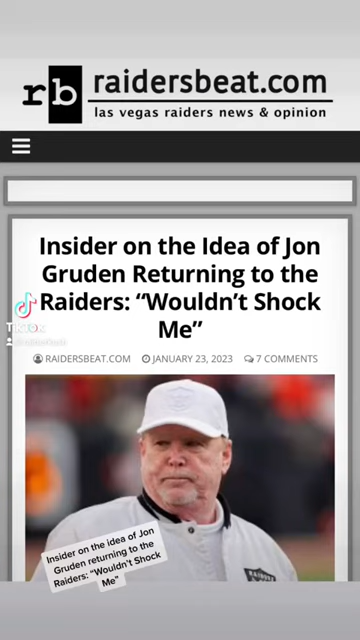 rb raidersbeat.com
las vegas raiders news & opinion
Insider on the Idea of Jon
Gruden Returning to the
Raiders: “Wouldn’t Shock
Me”
RAIDERSBEAT.COM JANUARY 23, 2023 7 COMMENTS
TikTok
RAIDERS
Insider on the idea of Jon
Gruden returning to the
Raiders: “Wouldn’t Shock
Me”